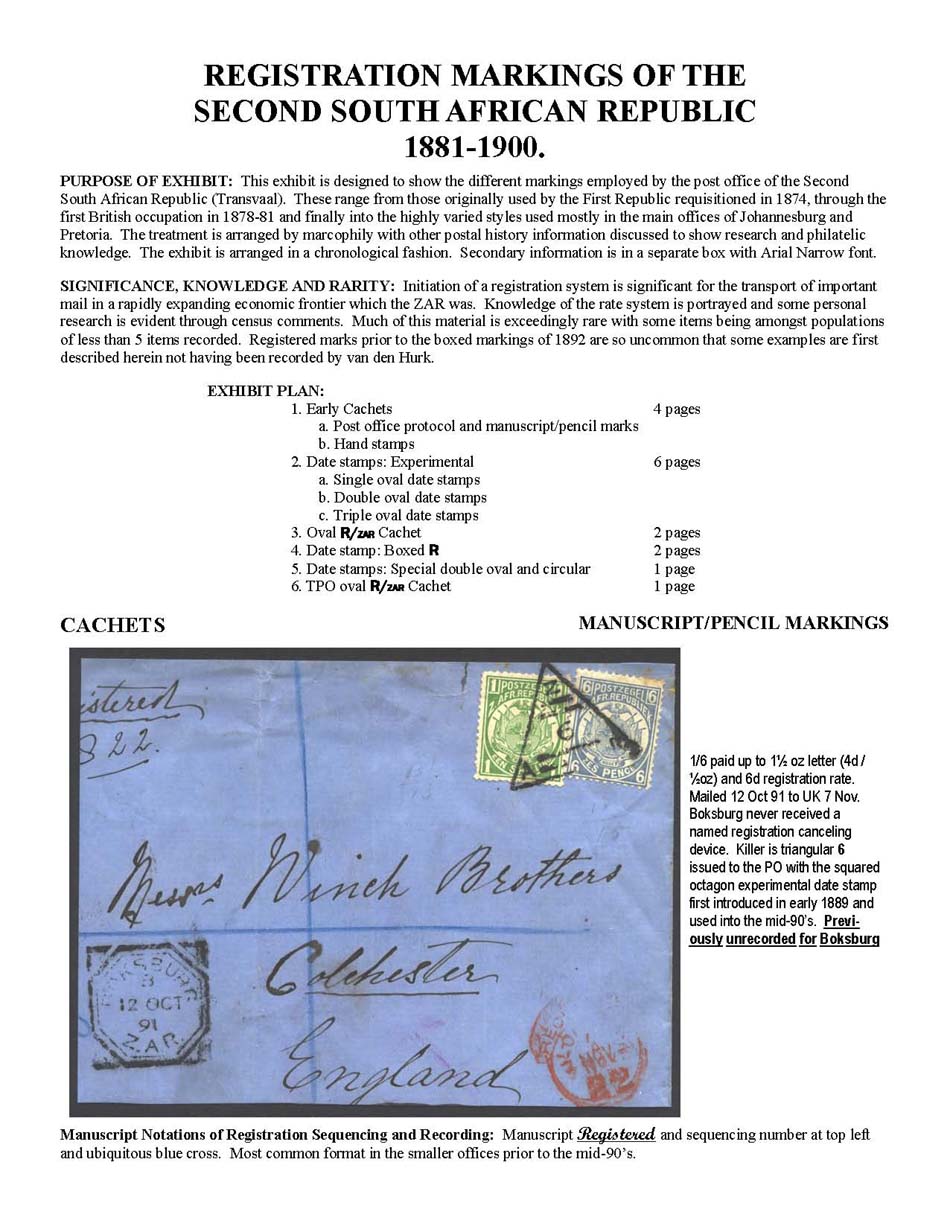 REGISTRATION MARKINGS OF THE
SECOND SOUTH AFRICAN REPUBLIC
1881-1900.
PURPOSE OF EXHIBIT: This exhibit is designed to show the different markings employed by the post office of the Second
South African Republic (Transvaal). These range from those originally used by the First Republic requisitioned in 1874, through the
first British occupation in 1878-81 and finally into the highly varied styles used mostly in the main offices of Johannesburg and
Pretoria. The treatment is arranged by marcophily with other postal history information discussed to show research and philatelic
knowledge. The exhibit is arranged in a chronological fashion. Secondary information is in a separate box with Arial Narrow font.
SIGNIFICANCE, KNOWLEDGE AND RARITY: Initiation of a registration system is significant for the transport of important
mail in a rapidly expanding economic frontier which the ZAR was. Knowledge of the rate system is portrayed and some personal
research is evident through census comments. Much of this material is exceedingly rare with some items being amongst populations
of less than 5 items recorded. Registered marks prior to the boxed markings of 1892 are so uncommon that some examples are first
described herein not having been recorded by van den Hurk.
EXHIBIT PLAN:
1. Early Cachets 4 pages
a. Post office protocol and manuscript/pencil marks
b. Hand stamps
2. Date stamps: Experimental 6 pages
a. Single oval date stamps
b. Double oval date stamps
c. Triple oval date stamps
3. Oval R/ZAR Cachet 2 pages
4. Date stamp: Boxed R 2 pages
5. Date stamps: Special double oval and circular 1 page
6. TPO oval R/ZAR Cachet 1 page
CACHETS
MANUSCRIPT/PENCIL MARKINGS
istered
822.
1 POSTZEGEL
AFR. REPUBLIEK
EEN PENNY
1
6 POSTZEGEL 6
AFR. REPUBLIEK
6 ZES PENCE 6
6
Messrs Winch Brothers
Colchester
England
BOKSBURG
B
12 OCT
91
Z.A.R.
NOV
1/6 paid up to 1½ oz letter (4d /
½oz) and 6d registration rate.
Mailed 12 Oct 91 to UK 7 Nov.
Boksburg never received a
named registration canceling
device. Killer is triangular 6
issued to the PO with the squared
octagon experimental date stamp
first introduced in early 1889 and
used into the mid-90's. Previ-
ously unrecorded for Boksburg
Manuscript Notations of Registration Sequencing and Recording: Manuscript Registered and sequencing number at top left
and ubiquitous blue cross. Most common format in the smaller offices prior to the mid-90's.